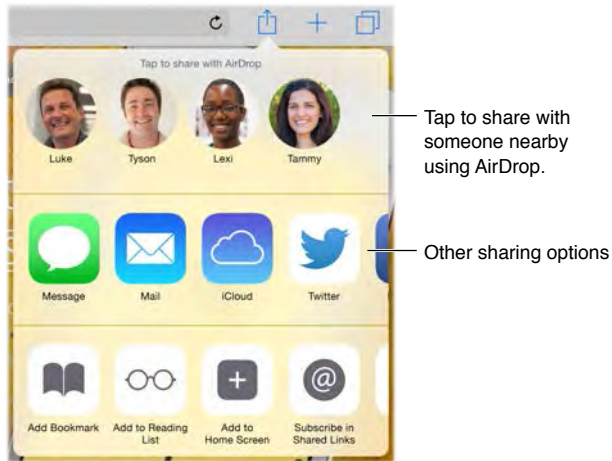 Tap to share with AirDrop
Luke Tyson Lexi Tammy
Tap to share with
someone nearby
using AirDrop.
Message Mail iCloud Twitter
Other sharing options
Add Bookmark Add to Reading List Add to Home Screen Subscribe in Shared Links